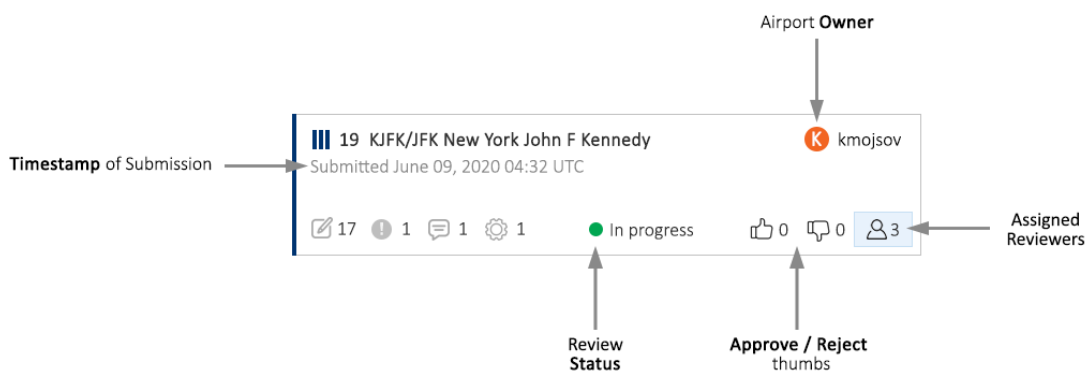 Airport Owner
19 KJFK/JFK New York John F Kennedy
K kmojsov
Timestamp of Submission
Submitted June 09, 2020 04:32 UTC
17 1 1 1
In progress
0 0 3
Assigned
Reviewers
Review
Status
Approve / Reject
thumbs